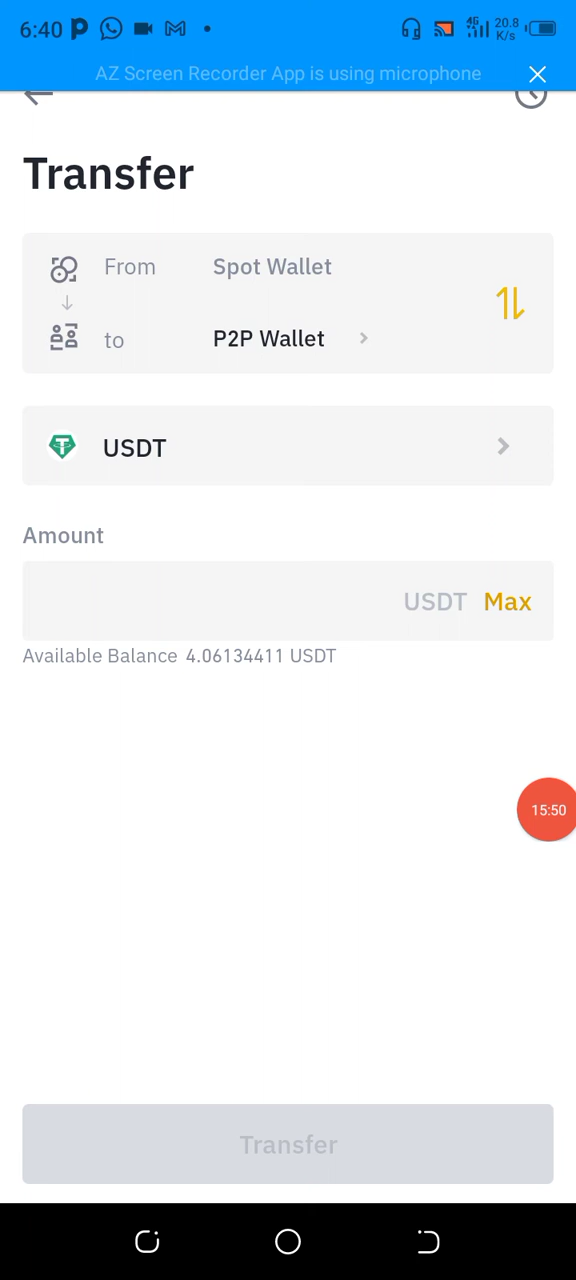 6:40 P 4G 20.8 K/s
AZ Screen Recorder App is using microphone
Transfer
From Spot Wallet
to P2P Wallet
USDT
Amount
USDT Max
Available Balance 4.06134411 USDT
15:50
Transfer